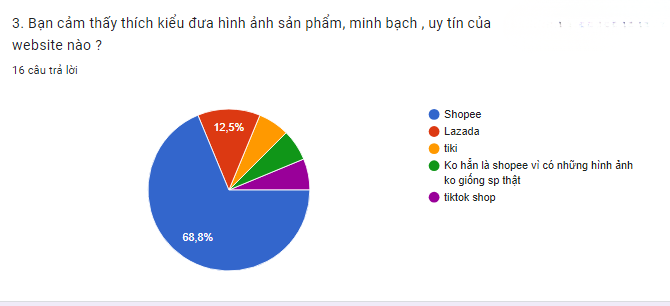 3. Bạn cảm thấy thích kiểu đưa hình ảnh sản phẩm, minh bạch , uy tín của
website nào ?
16 câu trả lời
12,5%
68,8%
Shopee
Lazada
tiki
Ko hẳn là shopee vì có những hình ảnh
ko giống sp thật
tiktok shop